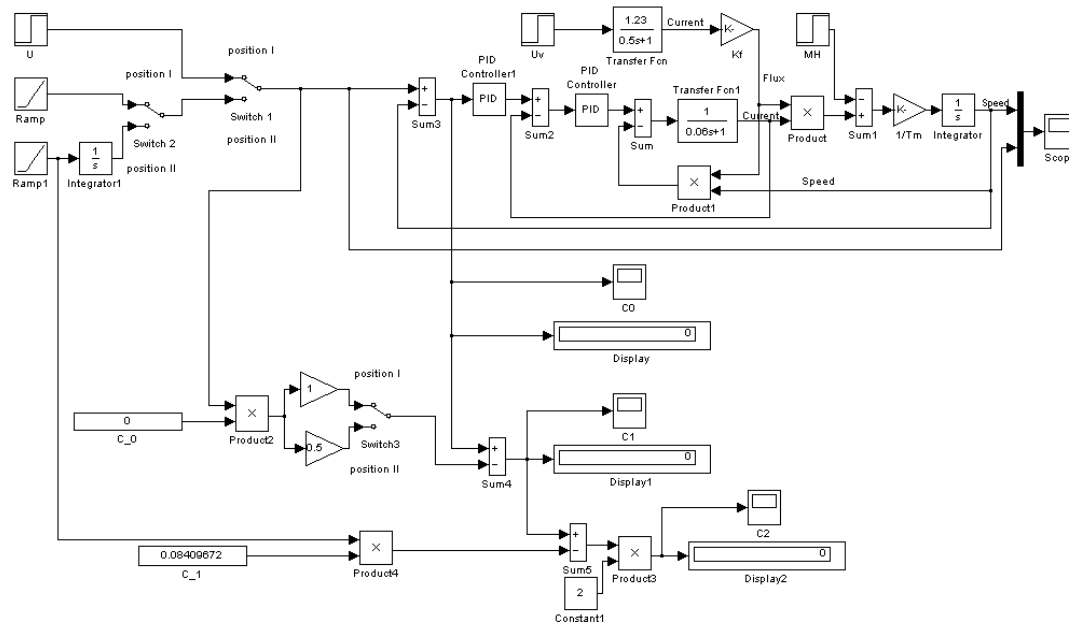 U
position I
Switch 1
position II
Ramp
position I
Switch 2
position II
Ramp1
1
s
Integrator1
Sum3
PID
Controller1
PID
Sum2
PID
Controller
PID
Sum
Uv
1.23
0.5s+1
Transfer Fcn
Current
K-
Kf
Flux
Transfer Fcn1
1
0.06s+1
Current
Product
MH
Sum1
K-
1/Tm
1
s
Integrator
Speed
Scop
Product1
Speed
C0
0
Display
0
C_0
Product2
1
0.5
position I
Switch3
position II
Sum4
C1
0
Display1
0.08409672
C_1
Product4
Sum5
2
Constant1
Product3
C2
0
Display2